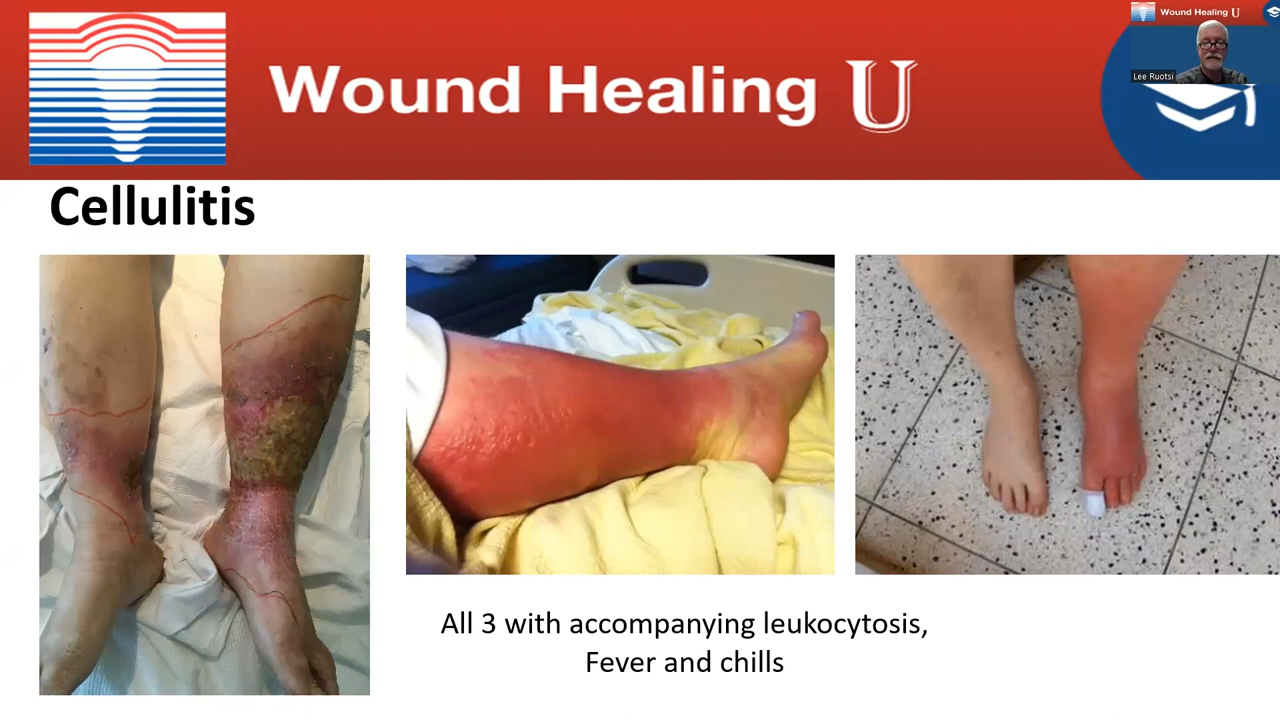 Wound Healing U
Wound Healing U
Lee Ruotsi
Cellulitis
All 3 with accompanying leukocytosis,
Fever and chills